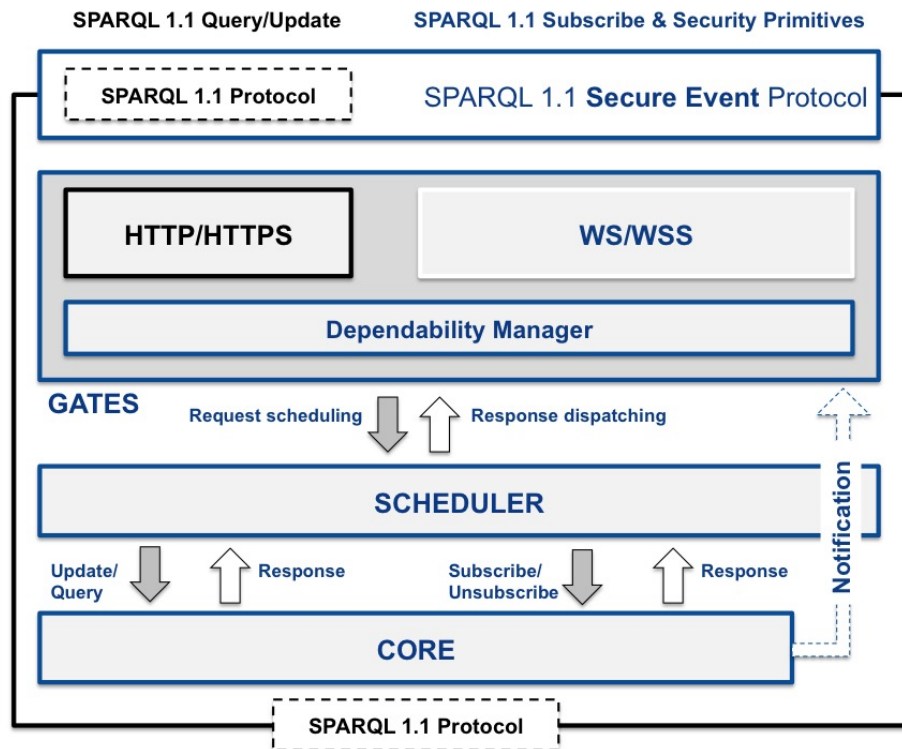 SPARQL 1.1 Query/Update
SPARQL 1.1 Subscribe & Security Primitives
SPARQL 1.1 Protocol
SPARQL 1.1 Secure Event Protocol
HTTP/HTTPS
WS/WSS
Dependability Manager
GATES
Request scheduling
Response dispatching
SCHEDULER
Notification
Update/
Query
Response
Subscribe/
Unsubscribe
Response
CORE
SPARQL 1.1 Protocol